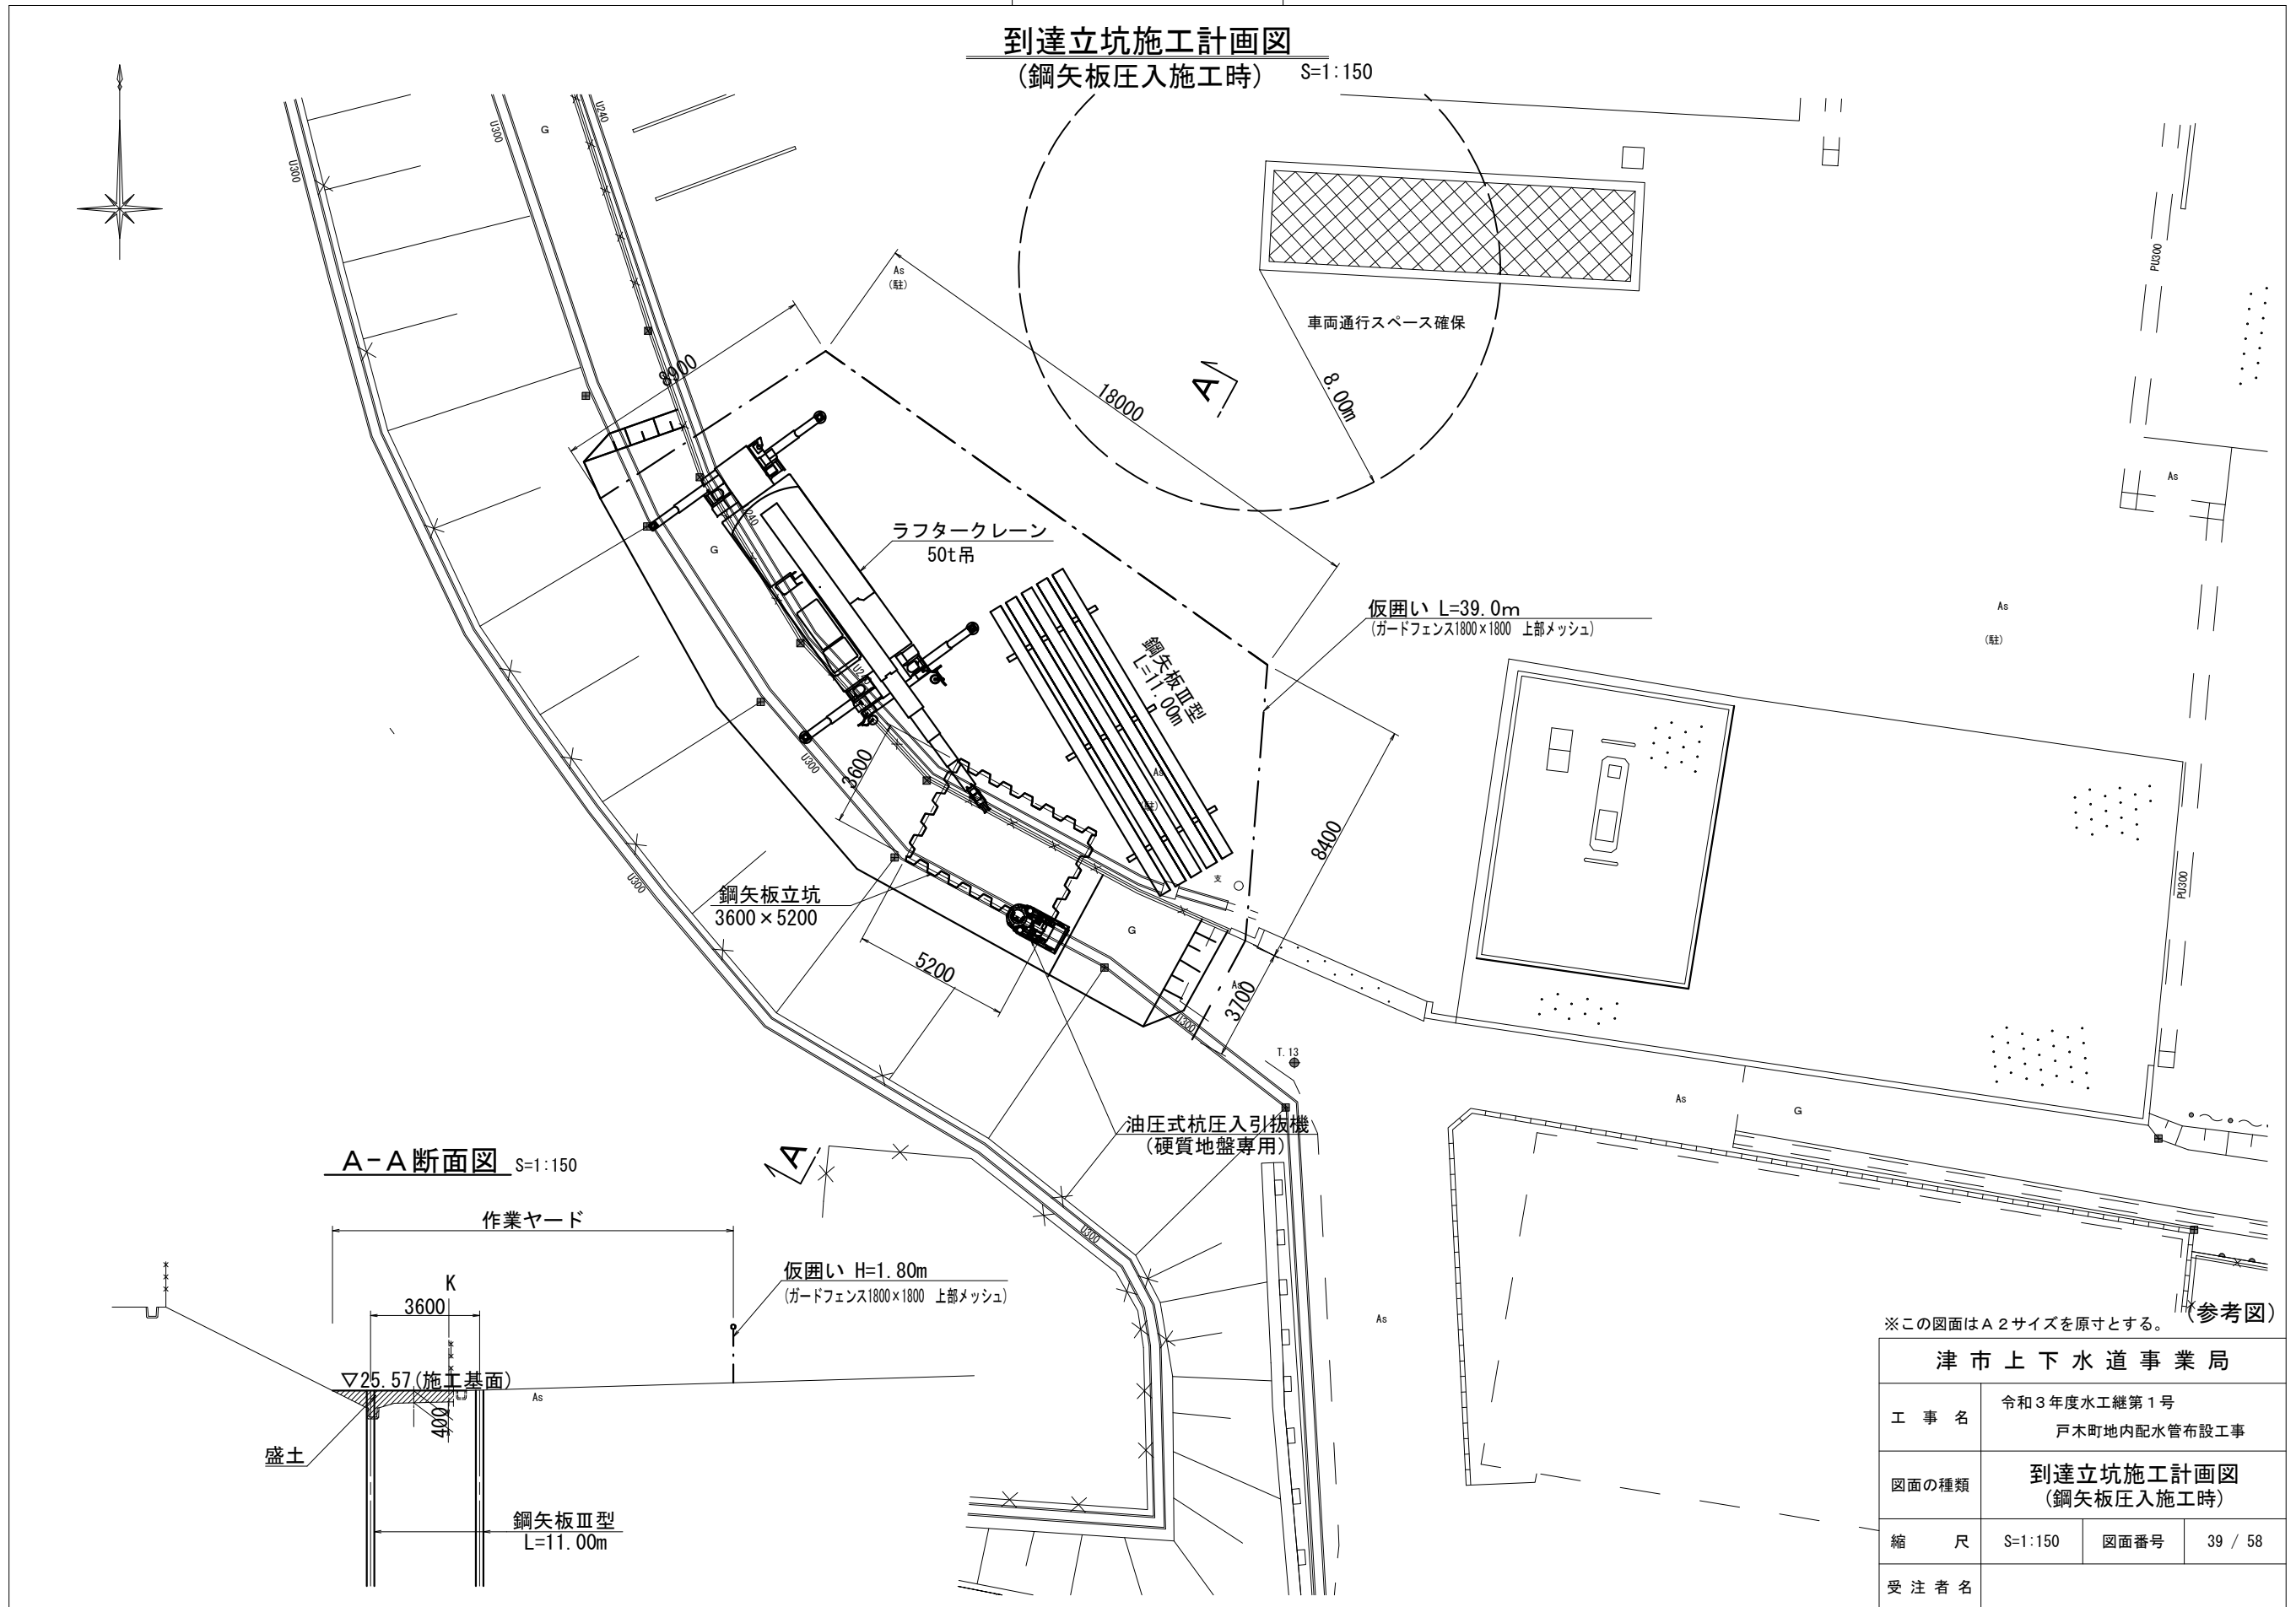 到達立坑施工計画図
(鋼矢板圧入施工時) S=1:150
U300
U300
G
U240
As
(駐)
8900
18000
車両通行スペース確保
8.00m
A
PU300
As
ラフタークレーン
50t吊
G
U240
仮囲い L=39.0m
(ガードフェンス1800×1800 上部メッシュ)
As
(駐)
鋼矢板Ⅲ型
L=11.00m
As
(駐)
3600
U300
U240
8400
支
PU300
鋼矢板立坑
3600×5200
U300
5200
G
As
3700
U300
T.13
As
G
油圧式杭圧入引抜機
(硬質地盤専用)
A
U300
As
A-A断面図 S=1:150
作業ヤード
K
3600
仮囲い H=1.80m
(ガードフェンス1800×1800 上部メッシュ)
▽25.57(施工基面)
As
400
盛土
鋼矢板Ⅲ型
L=11.00m
(参考図)
※この図面はA2サイズを原寸とする。
津市上下水道事業局
工事名 令和3年度水工継第1号
戸木町地内配水管布設工事
図面の種類 到達立坑施工計画図
(鋼矢板圧入施工時)
縮尺 S=1:150 図面番号 39 / 58
受注者名